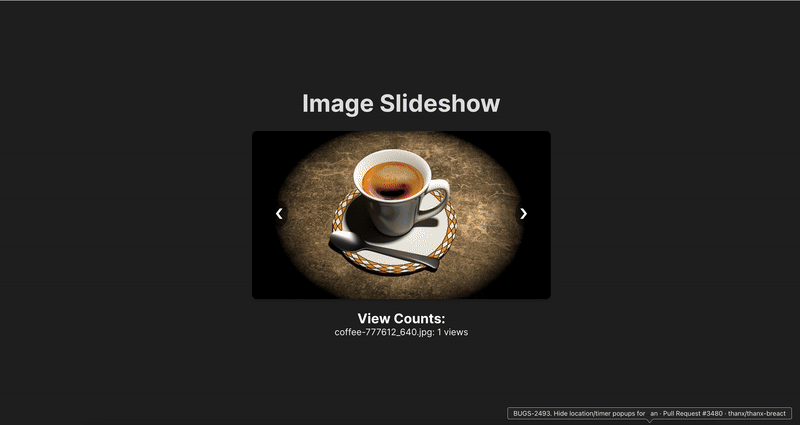 Image Slideshow
❮ ❯
View Counts:
coffee-777612_640.jpg: 1 views
BUGS-2493. Hide location/timer popups for an · Pull Request #3480 · thanx/thanx-breact